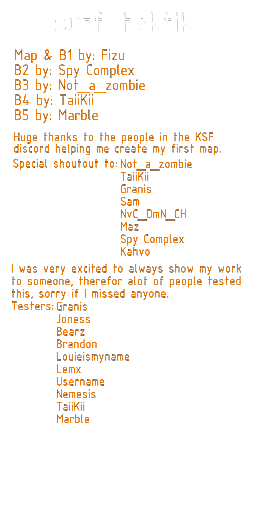 Map & B1 by: Fizu
B2 by: Spy Complex
B3 by: Not_a_zombie
B4 by: TaiiKii
B5 by: Marble
Huge thanks to the people in the KSF
discord helping me create my first map.
Special shoutout to: Not_a_zombie
TaiiKii
Granis
Sam
NvC_DmN_CH
Maz
Spy Complex
Kahvo
I was very excited to always show my work
to someone, therefor alot of people tested
this, sorry if I missed anyone.
Testers: Granis
Joness
Bearz
Brandon
Louieismyname
Lemx
Username
Nemesis
TaiiKii
Marble